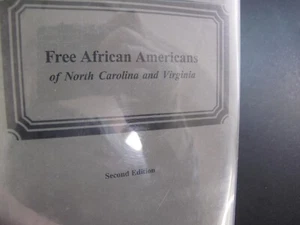 Free African Americans
of North Carolina and Virginia
Second Edition